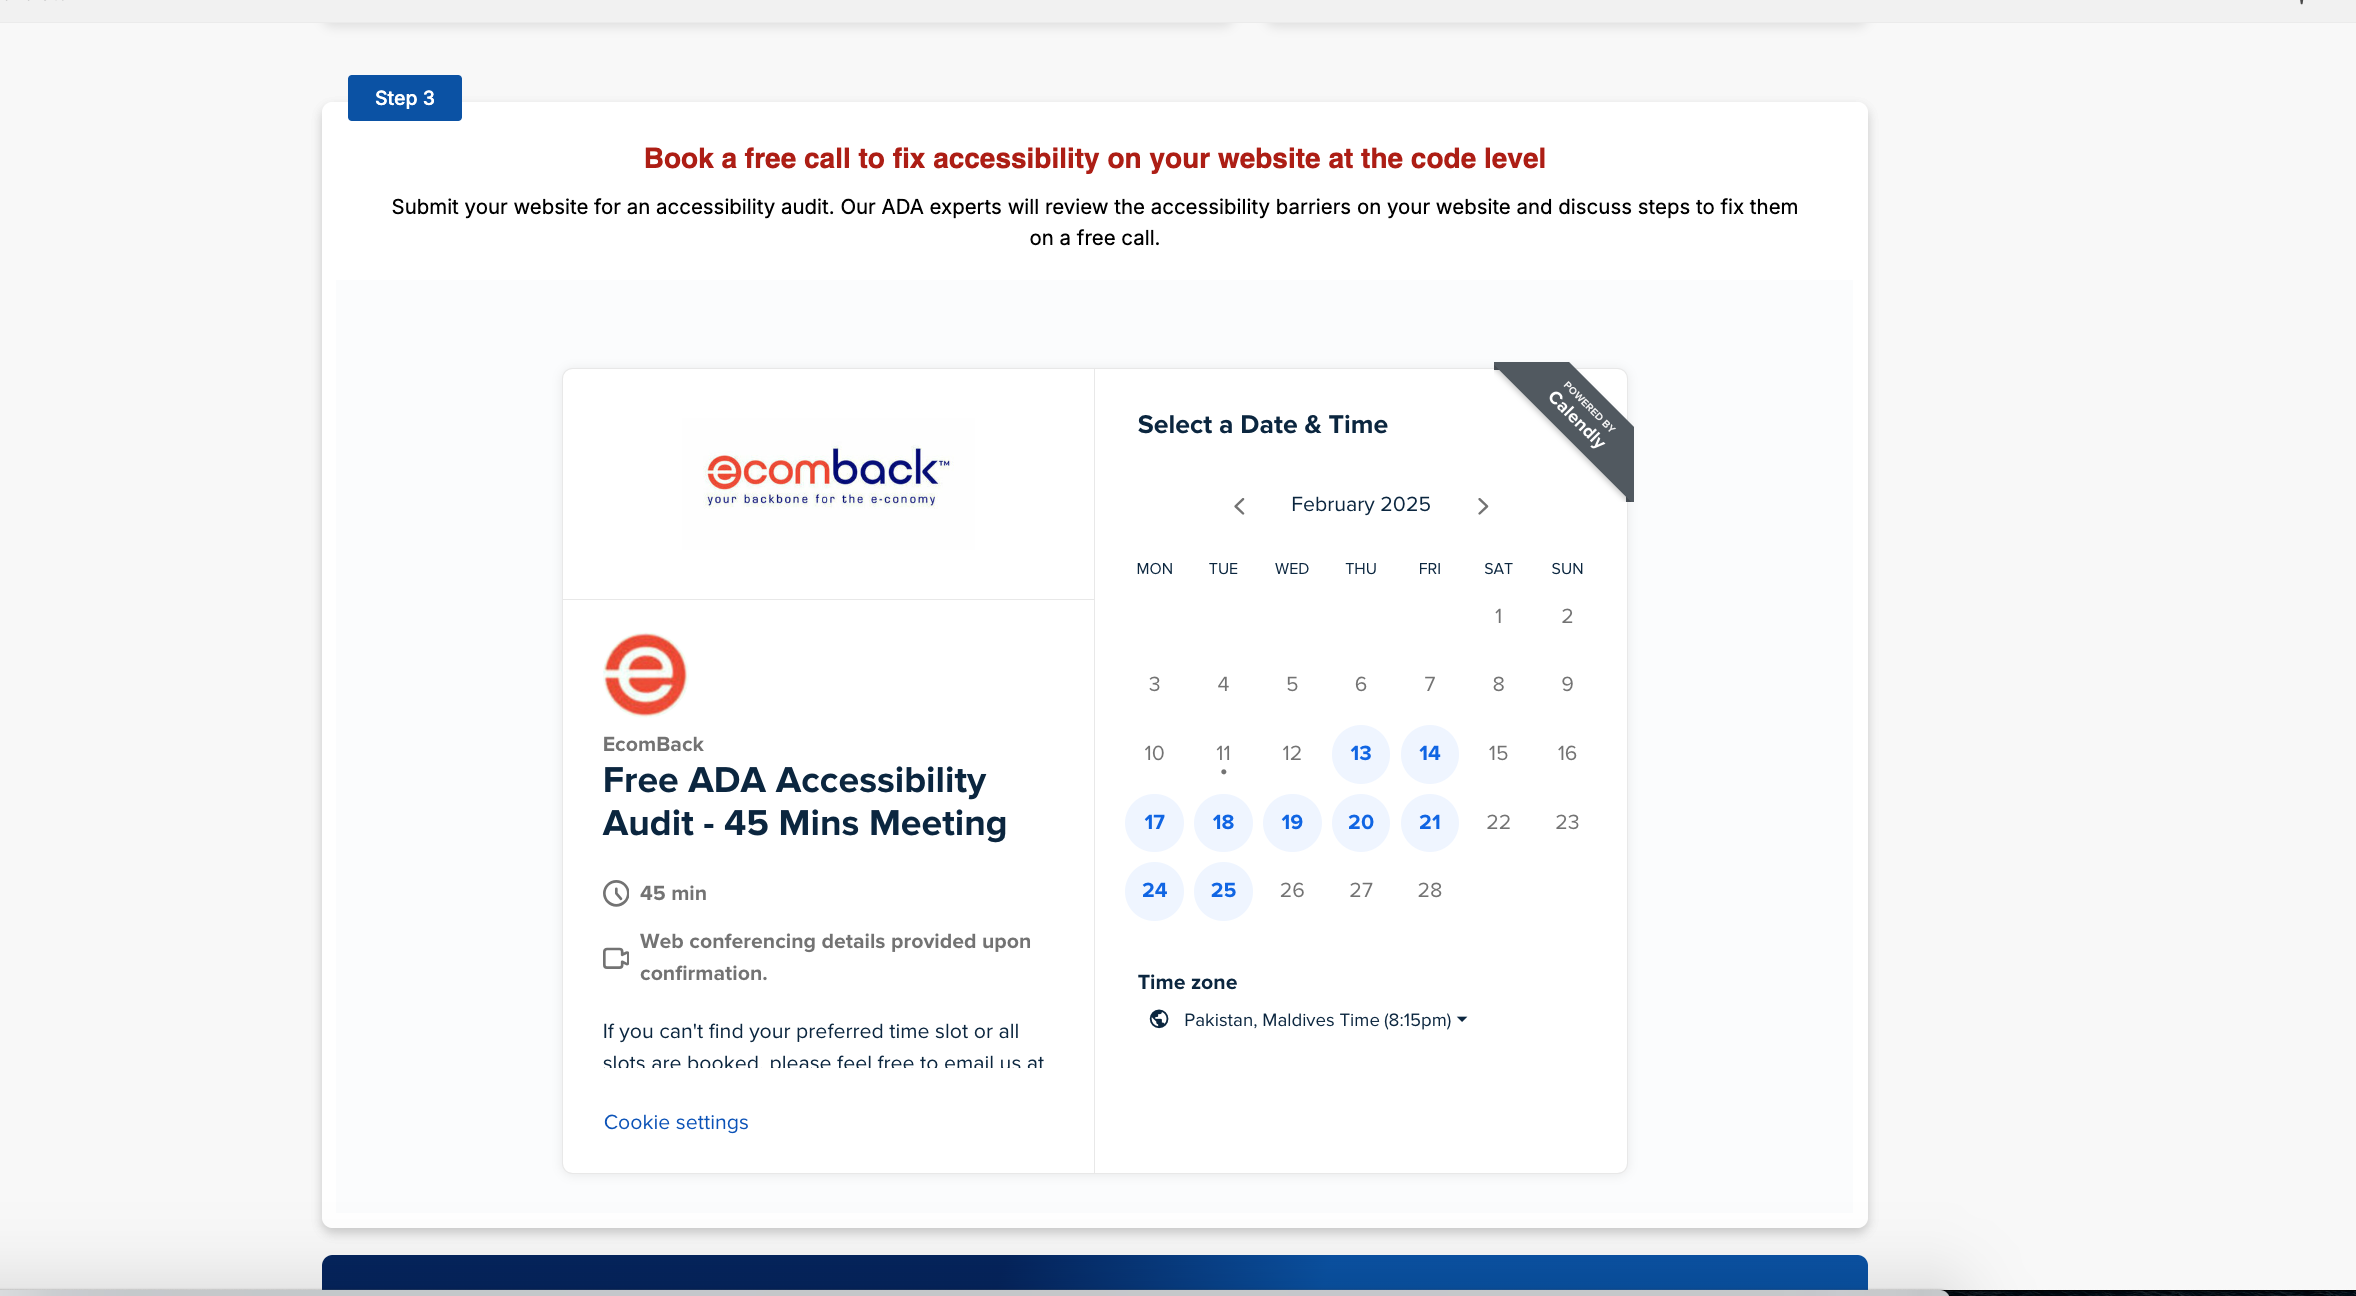 Step 3
Book a free call to fix accessibility on your website at the code level
Submit your website for an accessibility audit. Our ADA experts will review the accessibility barriers on your website and discuss steps to fix them
on a free call.
ecomback™
your backbone for the e-conomy
EcomBack
Free ADA Accessibility
Audit - 45 Mins Meeting
45 min
Web conferencing details provided upon
confirmation.
If you can't find your preferred time slot or all
slots are booked, please feel free to email us at
Cookie settings
POWERED BY
Calendly
Select a Date & Time
February 2025
MON TUE WED THU FRI SAT SUN
1 2
3 4 5 6 7 8 9
10 11 12 13 14 15 16
17 18 19 20 21 22 23
24 25 26 27 28
Time zone
Pakistan, Maldives Time (8:15pm)